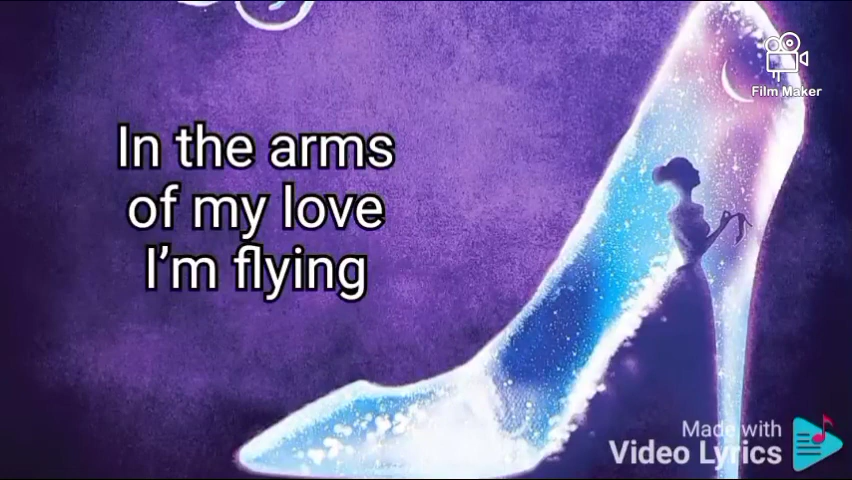 Film Maker
In the arms
of my love
I’m flying
Made with
Video Lyrics